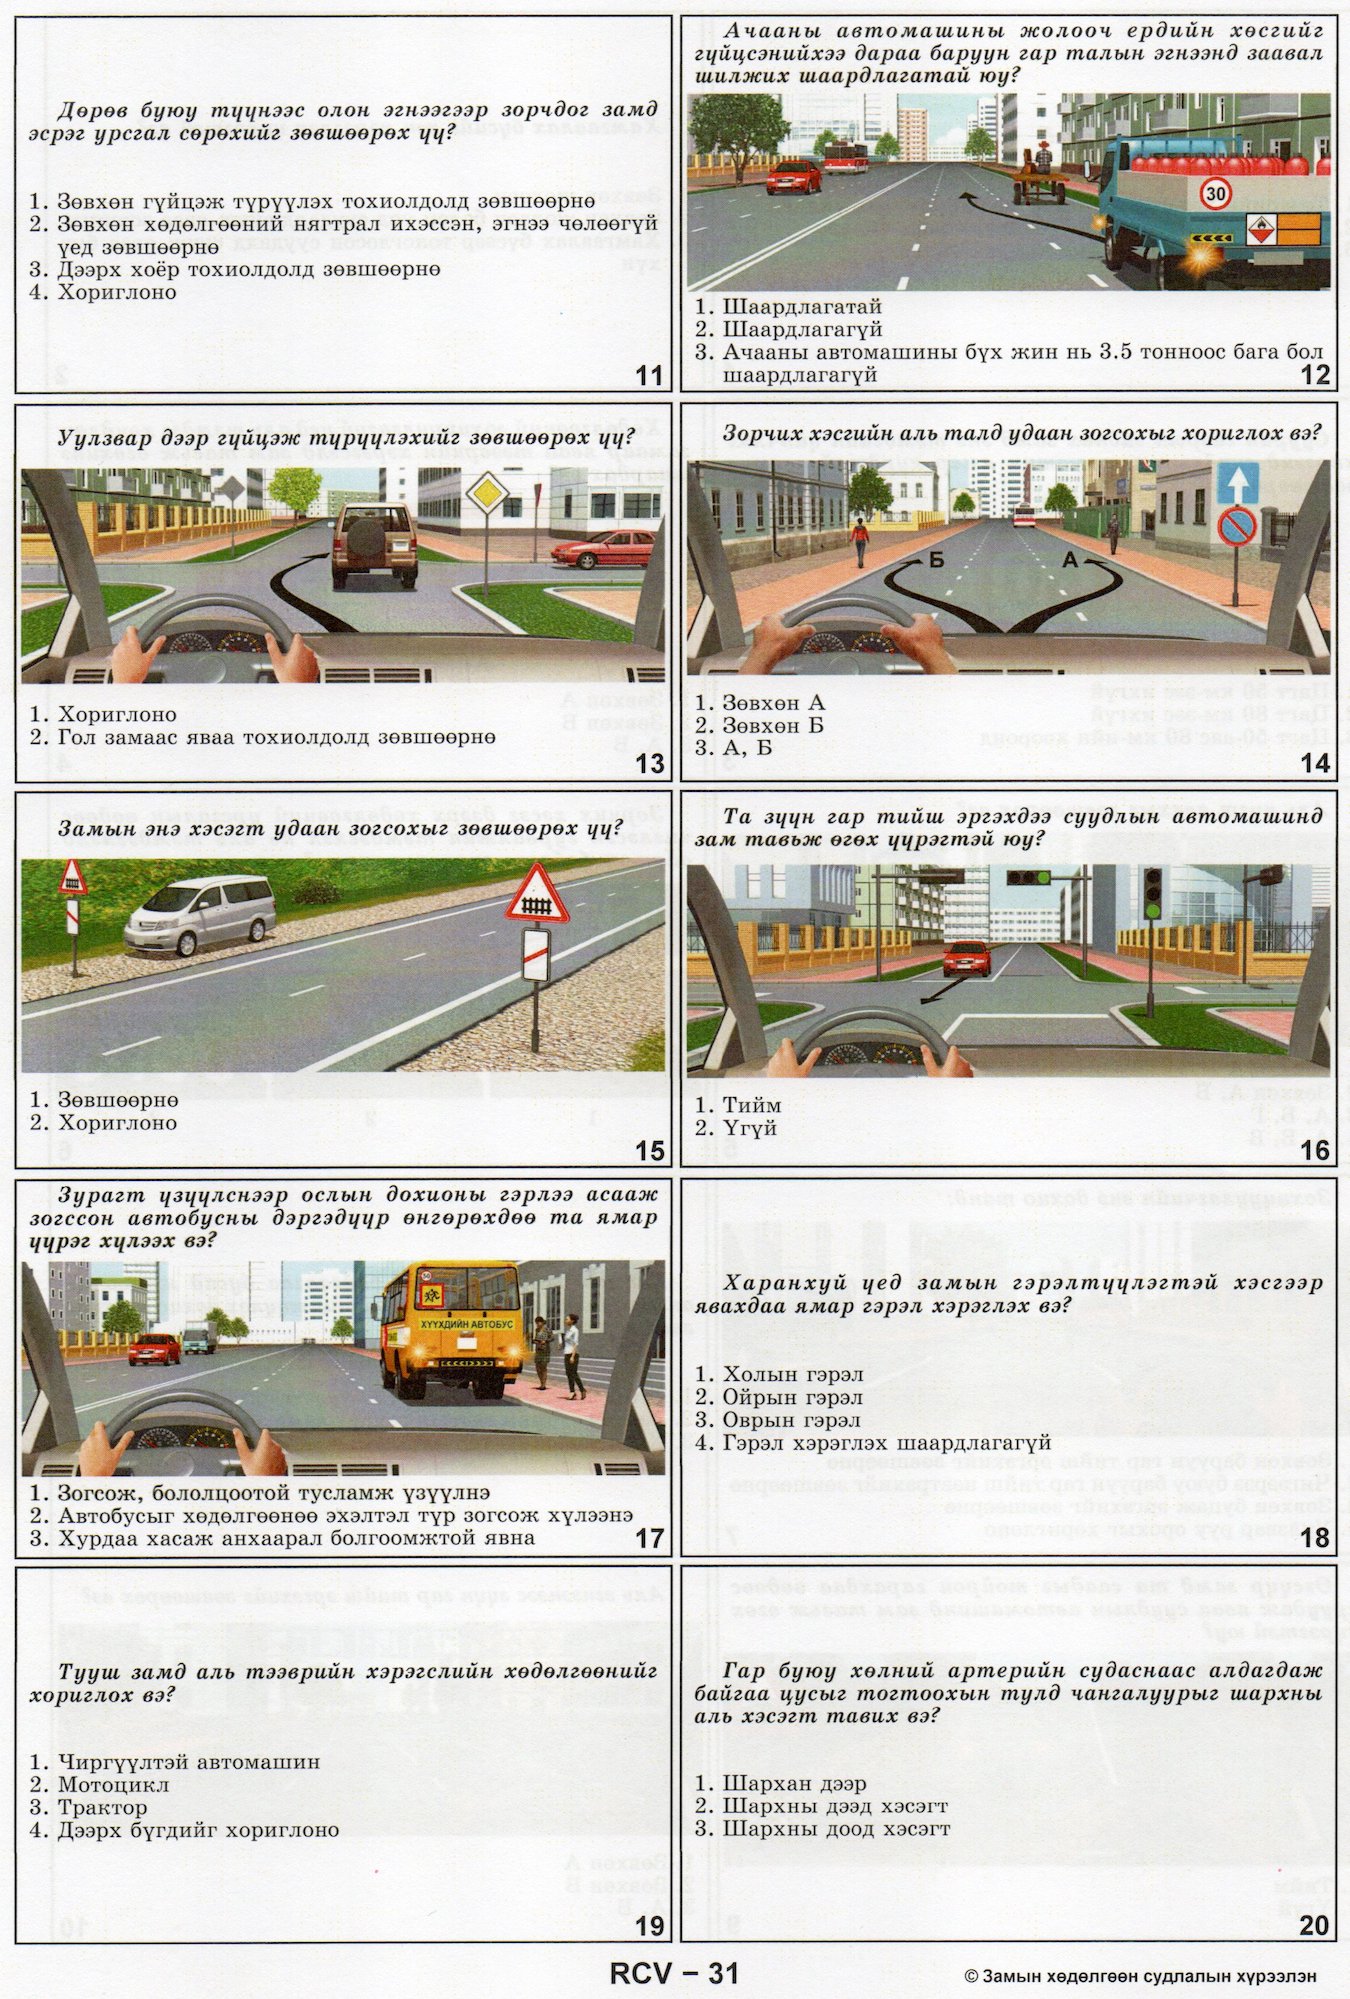 Дөрөв буюу түүнээс олон эгнээгээр зорчдог замд
эсрэг урсгал сөрөхийг зөвшөөрөх үү?
1. Зөвхөн гүйцэж түрүүлэх тохиолдолд зөвшөөрнө
2. Зөвхөн хөдөлгөөний нягтрал ихэссэн, эгнээ чөлөөгүй
үед зөвшөөрнө
3. Дээрх хоёр тохиолдолд зөвшөөрнө
4. Хориглоно
11
Ачааны автомашины жолооч ердийн хөсгийг
гүйцсэнийхээ дараа баруун гар талын эгнээнд заавал
шилжих шаардлагатай юу?
30
1. Шаардлагатай
2. Шаардлагагүй
3. Ачааны автомашины бүх жин нь 3.5 тонноос бага бол
шаардлагагүй
12
Уулзвар дээр гүйцэж түрүүлэхийг зөвшөөрөх үү?
1. Хориглоно
2. Гол замаас яваа тохиолдолд зөвшөөрнө
13
Зорчих хэсгийн аль талд удаан зогсохыг хориглох вэ?
Б
А
1. Зөвхөн А
2. Зөвхөн Б
3. А, Б
14
Замын энэ хэсэгт удаан зогсохыг зөвшөөрөх үү?
1. Зөвшөөрнө
2. Хориглоно
15
Та зүүн гар тийш эргэхдээ суудлын автомашинд
зам тавьж өгөх үүрэгтэй юу?
1. Тийм
2. Үгүй
16
Зурагт үзүүлснээр ослын дохионы гэрлээ асааж
зогссон автобусны дэргэдүүр өнгөрөхдөө та ямар
үүрэг хүлээх вэ?
50
ХҮҮХДИЙН АВТОБУС
1. Зогсож, бололцоотой тусламж үзүүлнэ
2. Автобусыг хөдөлгөөнөө эхэлтэл түр зогсож хүлээнэ
3. Хурдаа хасаж анхаарал болгоомжтой явна
17
Харанхуй үед замын гэрэлтүүлэгтэй хэсгээр
явахдаа ямар гэрэл хэрэглэх вэ?
1. Холын гэрэл
2. Ойрын гэрэл
3. Оврын гэрэл
4. Гэрэл хэрэглэх шаардлагагүй
18
Тууш замд аль тээврийн хэрэгслийн хөдөлгөөнийг
хориглох вэ?
1. Чиргүүлтэй автомашин
2. Мотоцикл
3. Трактор
4. Дээрх бүгдийг хориглоно
19
Гар буюу хөлний артерийн судаснаас алдагдаж
байгаа цусыг тогтоохын тулд чангалуурыг шархны
аль хэсэгт тавих вэ?
1. Шархан дээр
2. Шархны дээд хэсэгт
3. Шархны доод хэсэгт
20
RCV – 31
© Замын хөдөлгөөн судлалын хүрээлэн